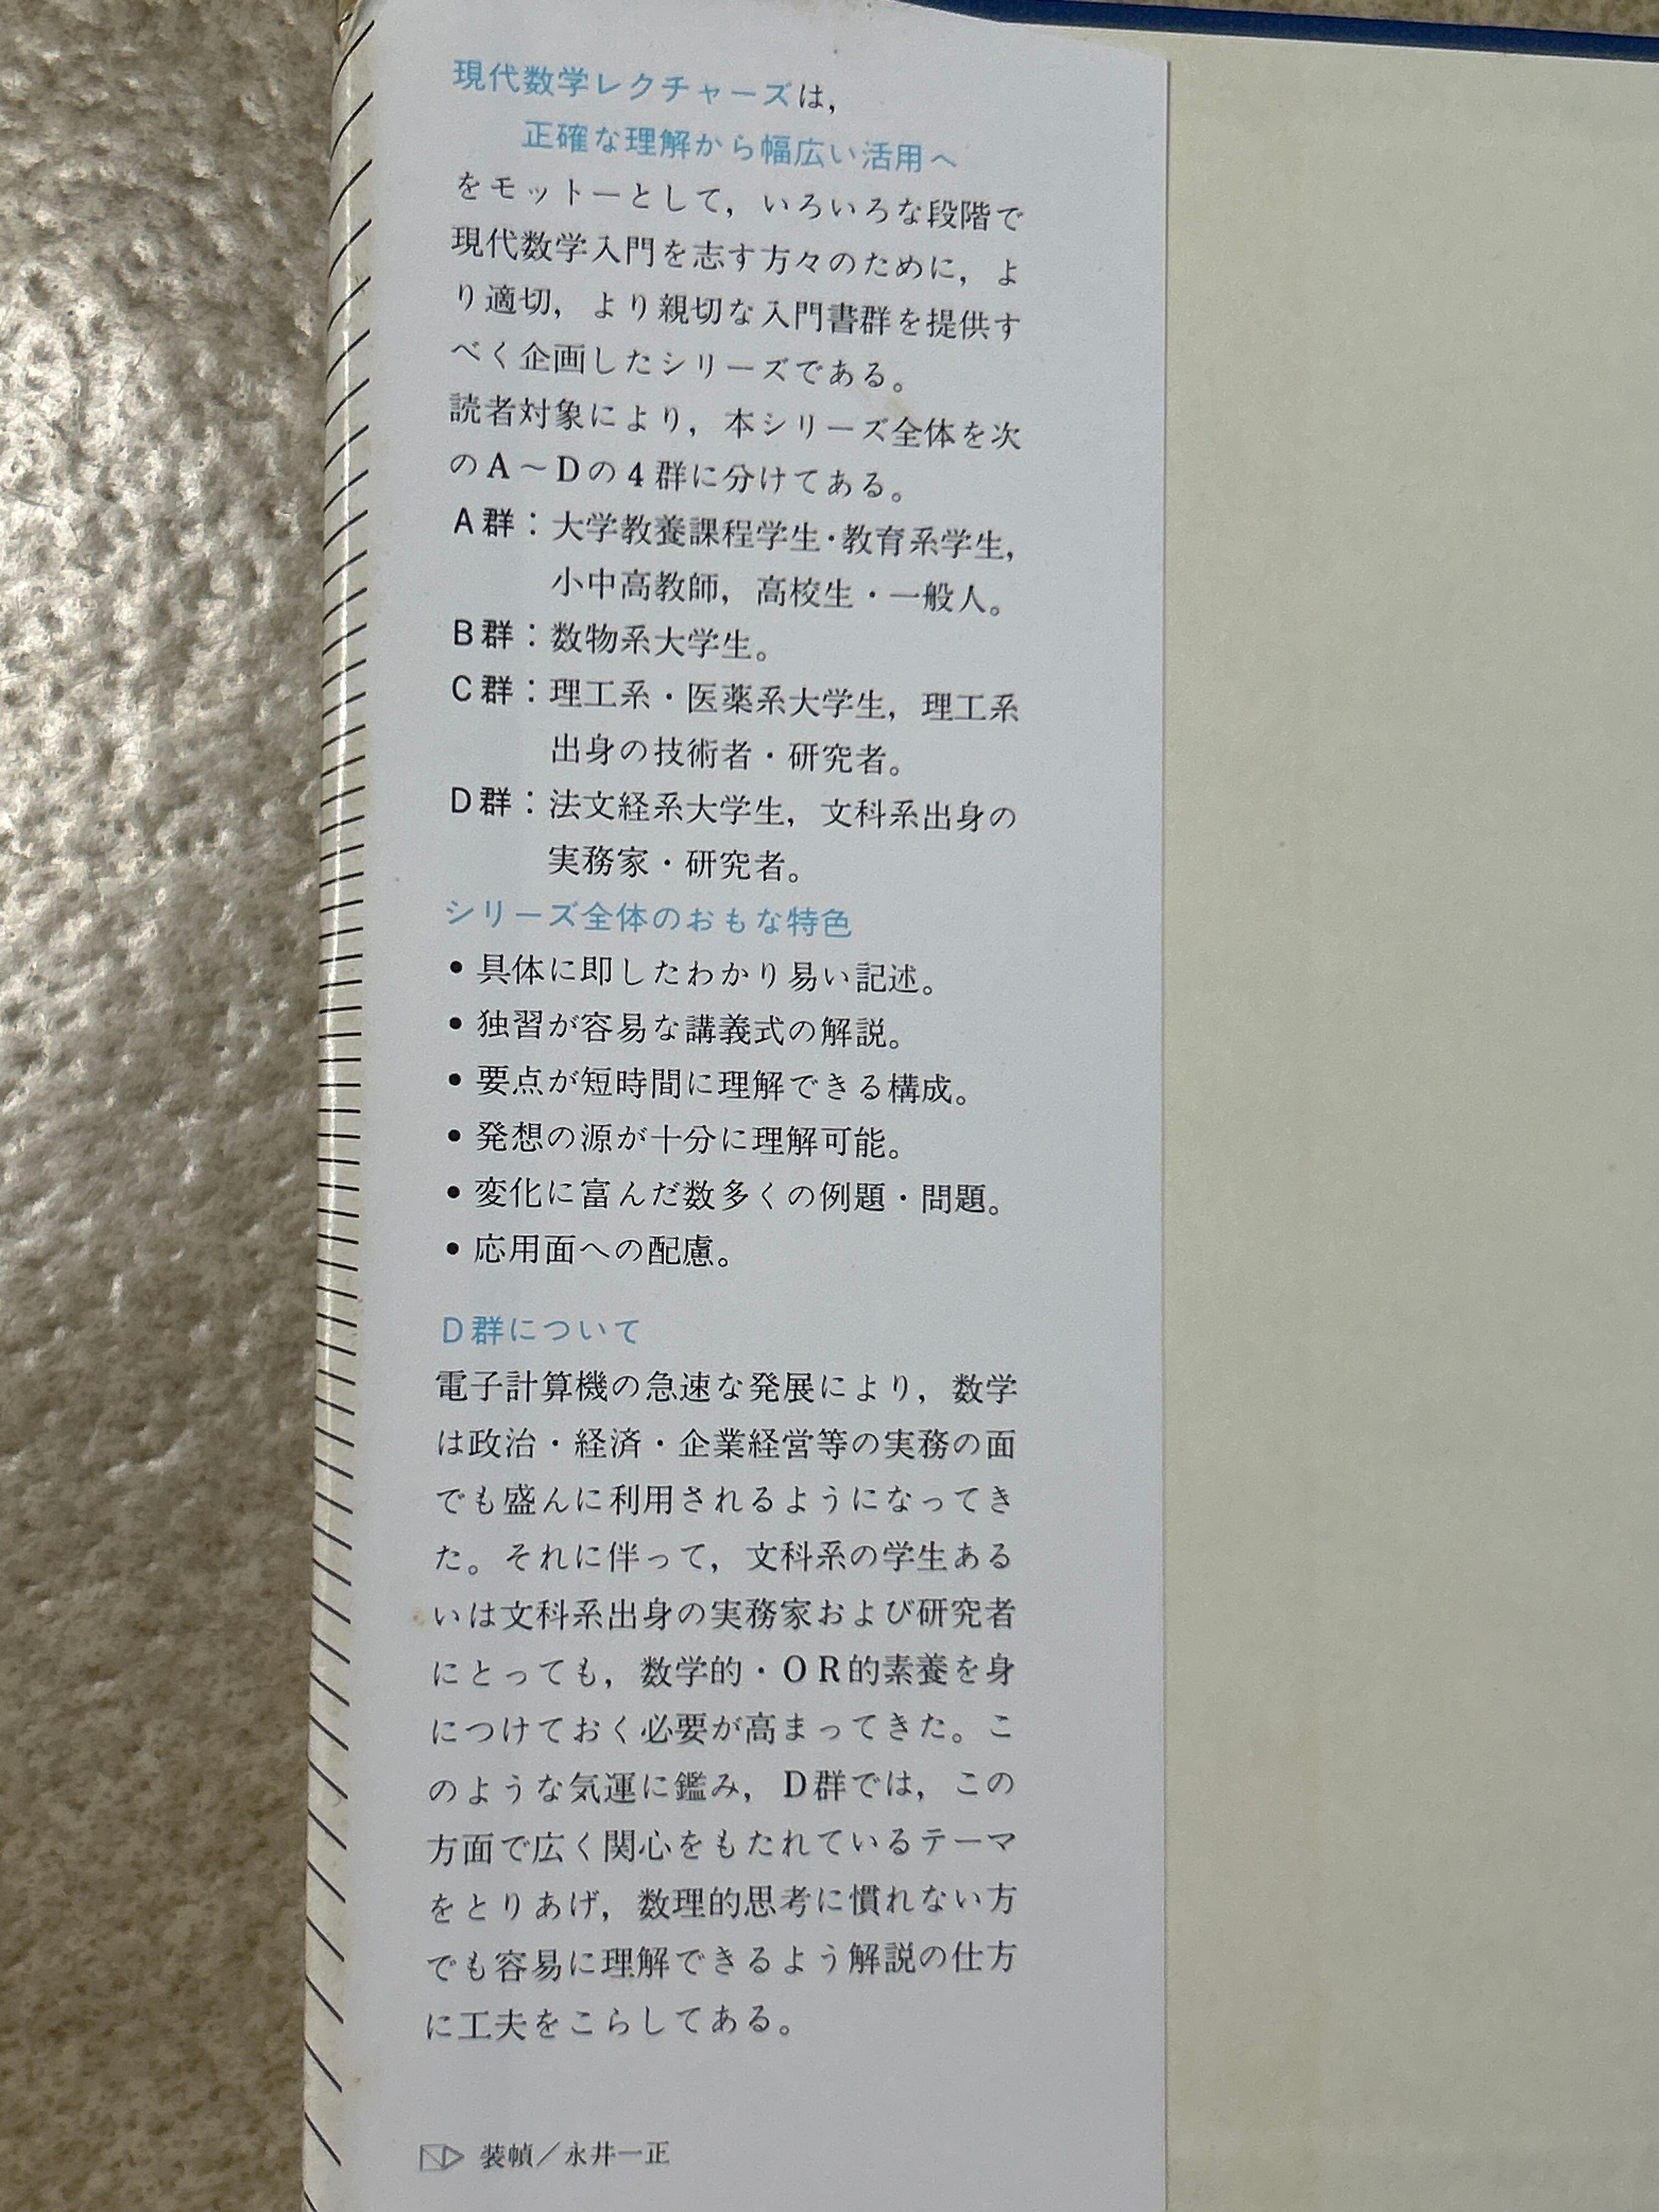 現代数学レクチャーズは，
正確な理解から幅広い活用へ
をモットーとして，いろいろな段階で
現代数学入門を志す方々のために，よ
り適切，より親切な入門書群を提供す
べく企画したシリーズである。
読者対象により，本シリーズ全体を次
のA～Dの4群に分けてある。
A群：大学教養課程学生・教育系学生，
小中高教師，高校生・一般人。
B群：数物系大学生。
C群：理工系・医薬系大学生，理工系
出身の技術者・研究者。
D群：法文経系大学生，文科系出身の
実務家・研究者。
シリーズ全体のおもな特色
• 具体に即したわかり易い記述。
• 独習が容易な講義式の解説。
• 要点が短時間に理解できる構成。
• 発想の源が十分に理解可能。
• 変化に富んだ数多くの例題・問題。
• 応用面への配慮。
D群について
電子計算機の急速な発展により，数学
は政治・経済・企業経営等の実務の面
でも盛んに利用されるようになってき
た。それに伴って，文科系の学生ある
いは文科系出身の実務家および研究者
にとっても，数学的・OR的素養を身
につけておく必要が高まってきた。こ
のような気運に鑑み，D群では，この
方面で広く関心をもたれているテーマ
をとりあげ，数理的思考に慣れない方
でも容易に理解できるよう解説の仕方
に工夫をこらしてある。
装幀／永井一正